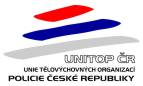 UNITOP ČR
UNIE TĚLOVÝCHOVNÝCH ORGANIZACÍ
POLICIE ČESKÉ REPUBLIKY